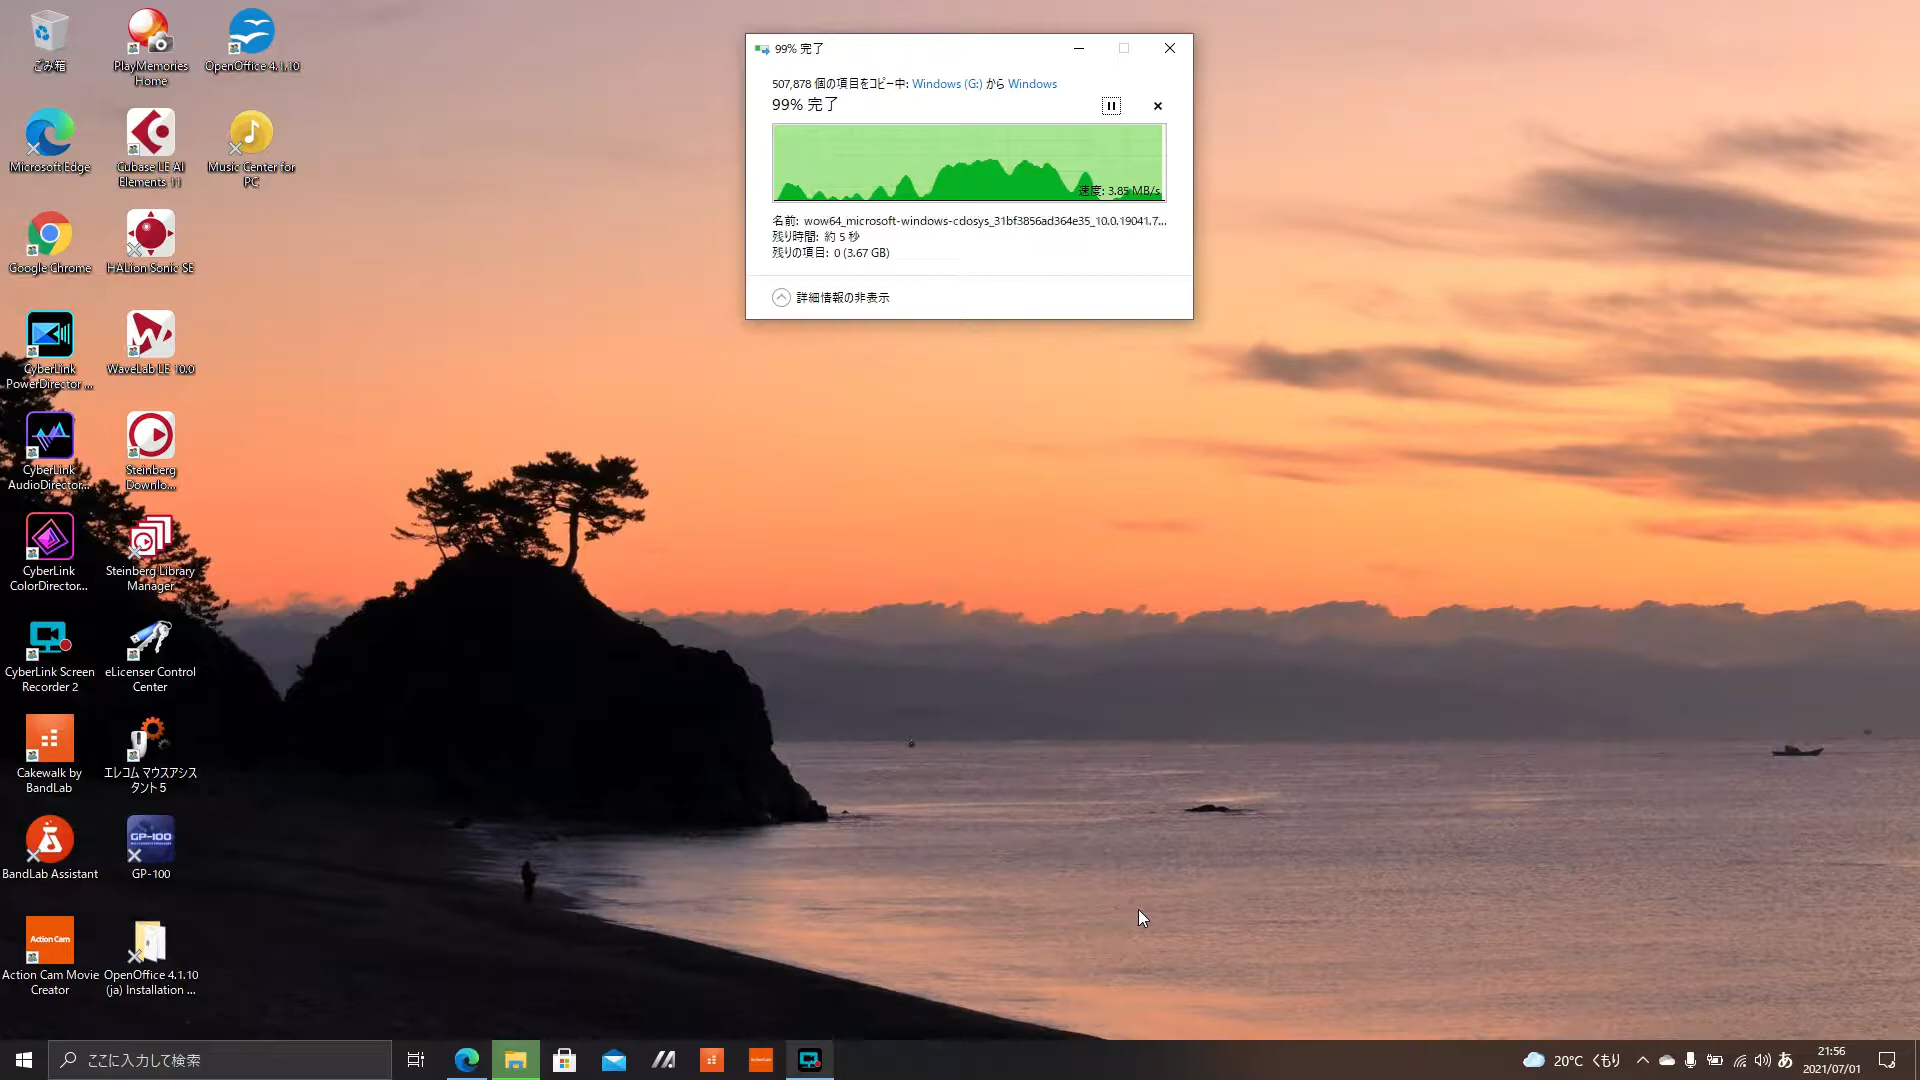 ごみ箱
PlayMemories Home
OpenOffice 4.1.10
Microsoft Edge
Cubase LE AI Elements 11
Music Center for PC
Google Chrome
HALion Sonic SE
CyberLink PowerDirector ...
WaveLab LE 10.0
CyberLink AudioDirector...
Steinberg Downlo...
CyberLink ColorDirector...
Steinberg Library Manager
CyberLink Screen Recorder 2
eLicenser Control Center
Cakewalk by BandLab
エレコム マウスアシスタント 5
BandLab Assistant
GP-100
GP-100
Action Cam
Action Cam Movie Creator
OpenOffice 4.1.10 (ja) Installation ...
99% 完了
507,878 個の項目をコピー中: Windows (G:) から Windows
99% 完了
速度: 3.85 MB/s
名前: wow64_microsoft-windows-cdosys_31bf3856ad364e35_10.0.19041.7...
残り時間: 約 5 秒
残りの項目: 0 (3.67 GB)
詳細情報の非表示
ここに入力して検索
20°C くもり
あ
21:56
2021/07/01